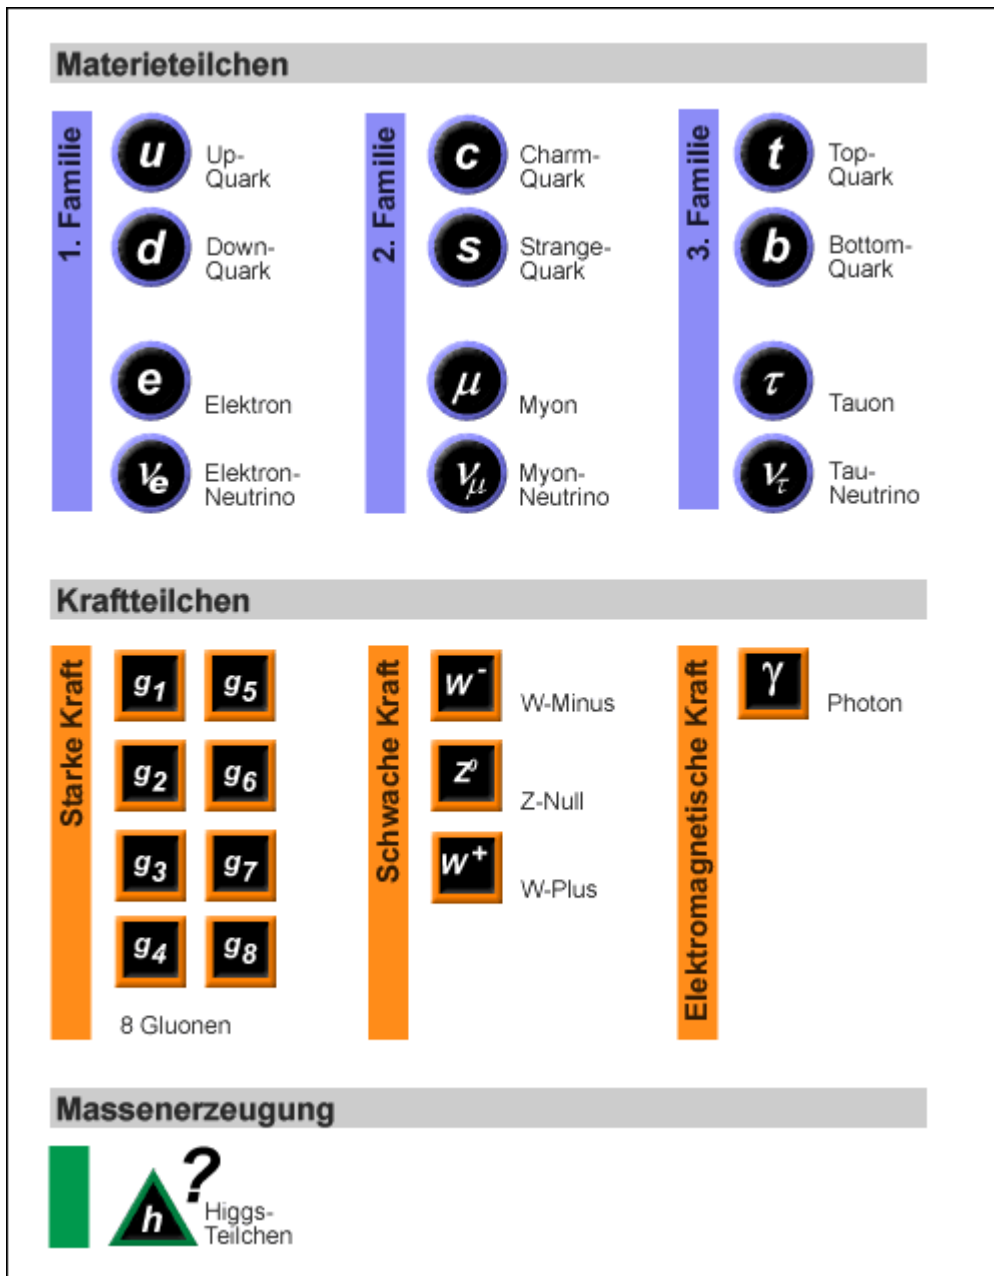 Materieteilchen
1. Familie
u
Up-
Quark
d
Down-
Quark
e
Elektron
νe
Elektron-
Neutrino
2. Familie
c
Charm-
Quark
s
Strange-
Quark
μ
Myon
νμ
Myon-
Neutrino
3. Familie
t
Top-
Quark
b
Bottom-
Quark
τ
Tauon
ντ
Tau-
Neutrino
Kraftteilchen
Starke Kraft
g1 g5
g2 g6
g3 g7
g4 g8
8 Gluonen
Schwache Kraft
W-
W-Minus
Z0
Z-Null
W+
W-Plus
Elektromagnetische Kraft
γ
Photon
Massenerzeugung
h ?
Higgs-
Teilchen